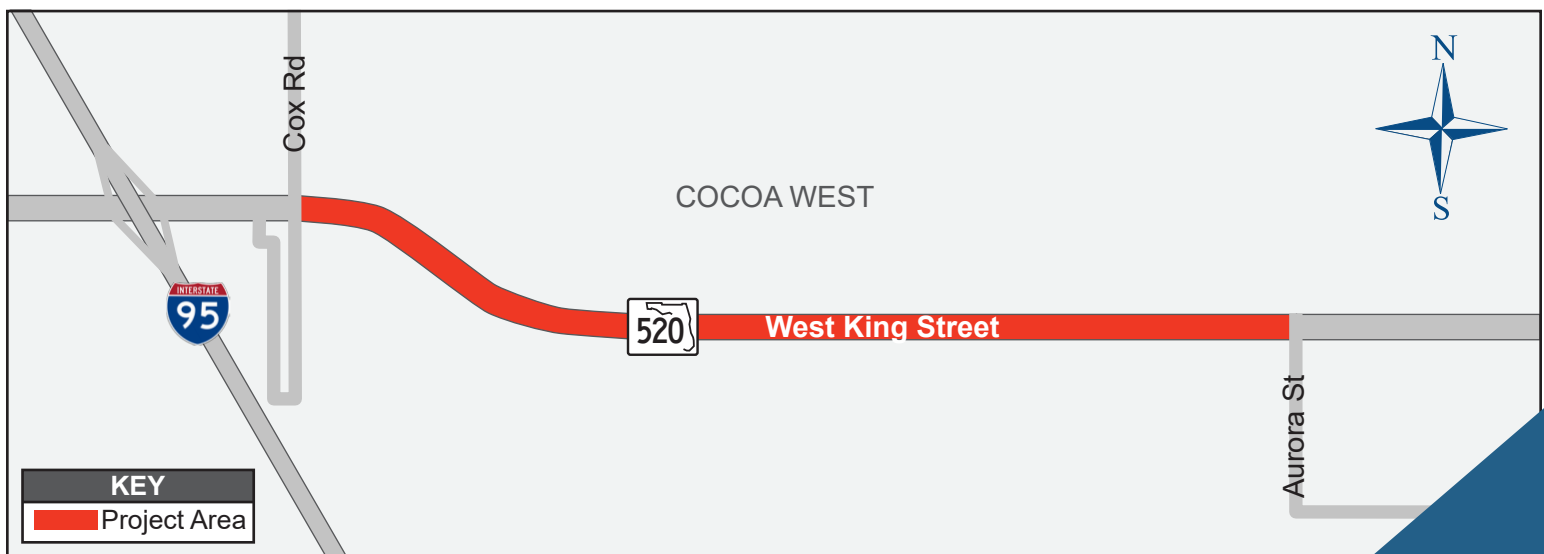 N
Cox Rd
COCOA WEST
S
INTERSTATE
95
520
West King Street
Aurora St
KEY
Project Area